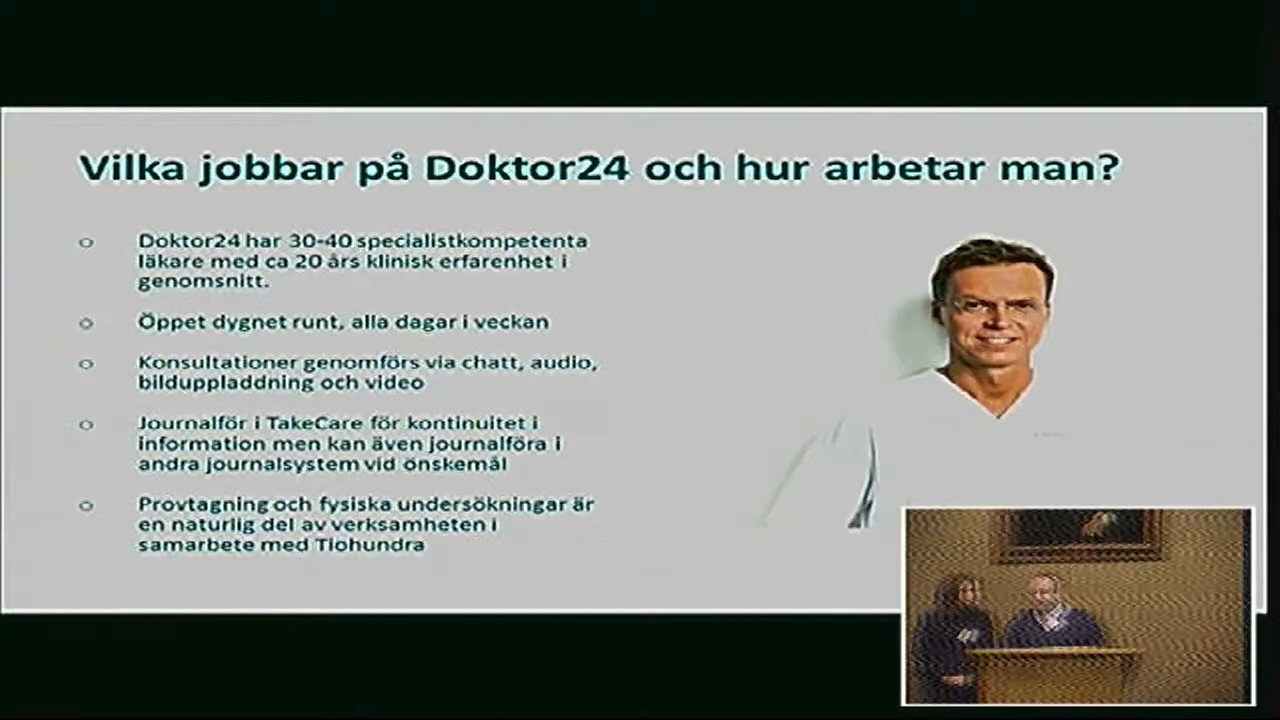 Vilka jobbar på Doktor24 och hur arbetar man?
Doktor24 har 30-40 specialistkompetenta
läkare med ca 20 års klinisk erfarenhet i
genomsnitt.
Öppet dygnet runt, alla dagar i veckan
Konsultationer genomförs via chatt, audio,
bilduppladdning och video
Journalför i TakeCare för kontinuitet i
information men kan även journalföra i
andra journalsystem vid önskemål
Provtagning och fysiska undersökningar är
en naturlig del av verksamheten i
samarbete med Tiohundra